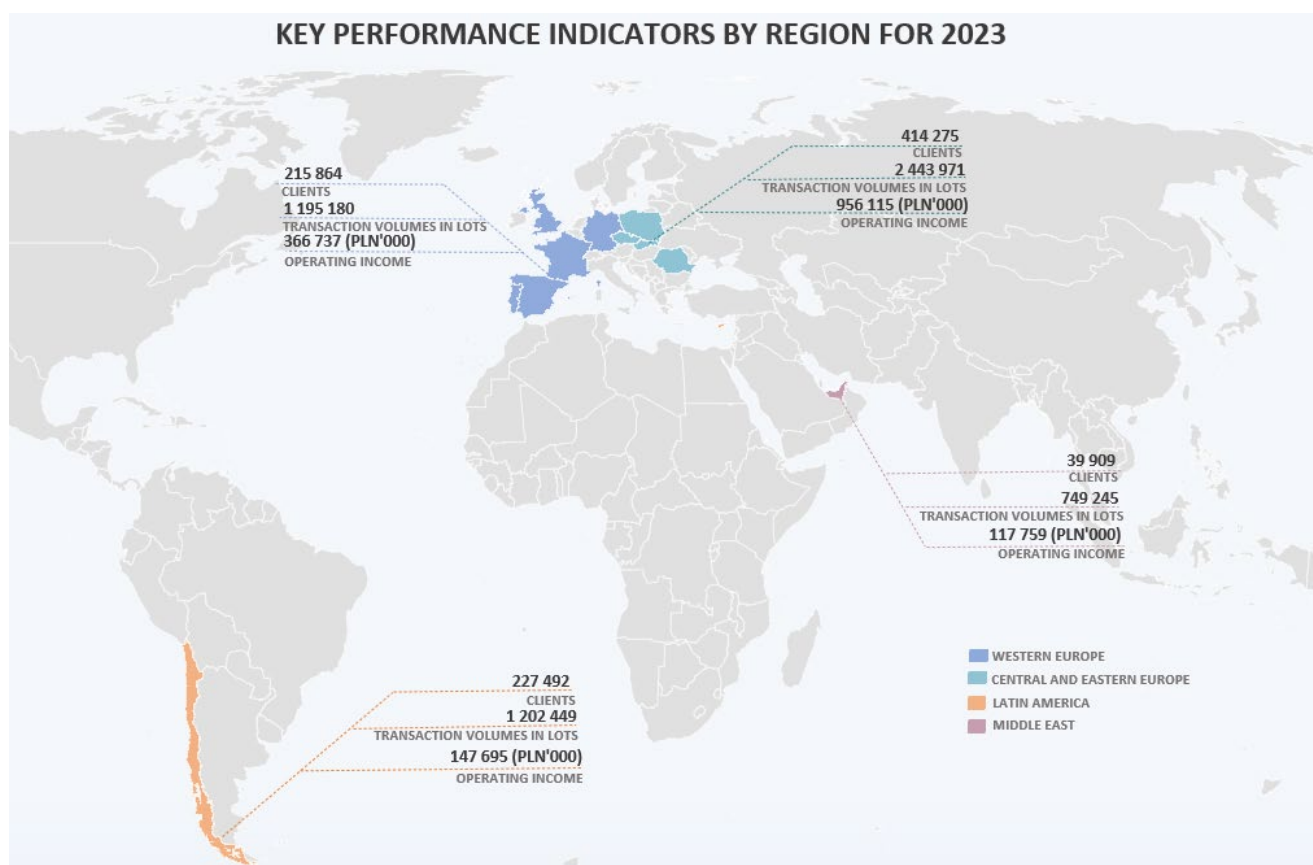 KEY PERFORMANCE INDICATORS BY REGION FOR 2023
414 275
CLIENTS
2 443 971
TRANSACTION VOLUMES IN LOTS
956 115 (PLN'000)
OPERATING INCOME
215 864
CLIENTS
1 195 180
TRANSACTION VOLUMES IN LOTS
366 737 (PLN'000)
OPERATING INCOME
39 909
CLIENTS
749 245
TRANSACTION VOLUMES IN LOTS
117 759 (PLN'000)
OPERATING INCOME
227 492
CLIENTS
1 202 449
TRANSACTION VOLUMES IN LOTS
147 695 (PLN'000)
OPERATING INCOME
WESTERN EUROPE
CENTRAL AND EASTERN EUROPE
LATIN AMERICA
MIDDLE EAST